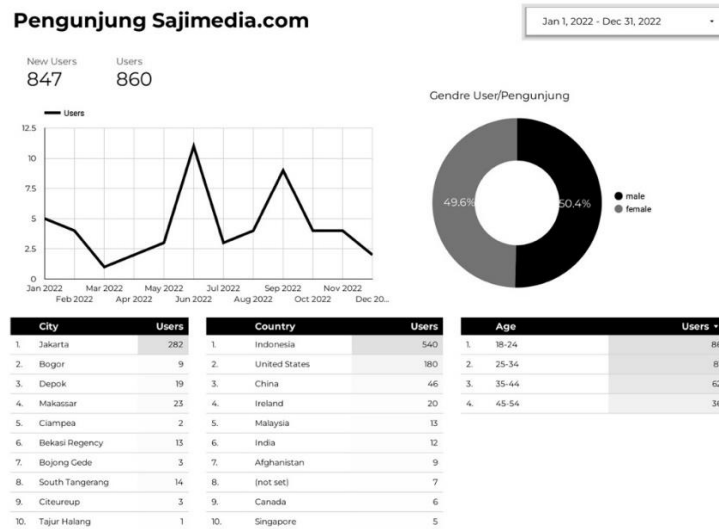 Pengunjung Sajimedia.com
Jan 1, 2022 - Dec 31, 2022
New Users Users
847 860
Gendre User/Pengunjung
Users
12.5
10
7.5
5
2.5
0
Jan 2022 Mar 2022 May 2022 Jul 2022 Sep 2022 Nov 2022
Feb 2022 Apr 2022 Jun 2022 Aug 2022 Oct 2022 Dec 20...
49.6% 50.4%
male
female
City Users
1. Jakarta 282
2. Bogor 9
3. Depok 19
4. Makassar 23
5. Ciampea 2
6. Bekasi Regency 13
7. Bojong Gede 3
8. South Tangerang 14
9. Citeureup 3
10. Tajur Halang 1
Country Users
1. Indonesia 540
2. United States 180
3. China 46
4. Ireland 20
5. Malaysia 13
6. India 12
7. Afghanistan 9
8. (not set) 7
9. Canada 6
10. Singapore 5
Age Users
1. 18-24
2. 25-34
3. 35-44
4. 45-54